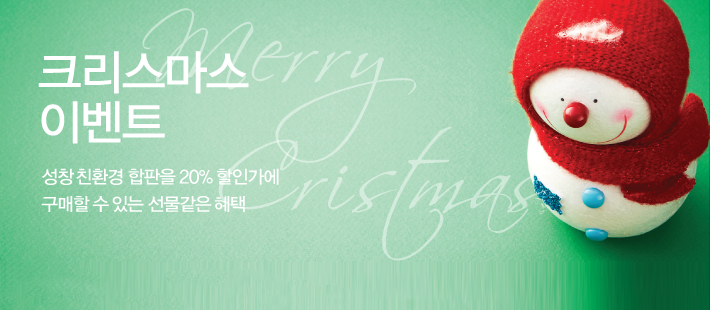 Merry
Cristmas
크리스마스
이벤트
성창 친환경 합판을 20% 할인가에
구매할 수 있는 선물같은 혜택